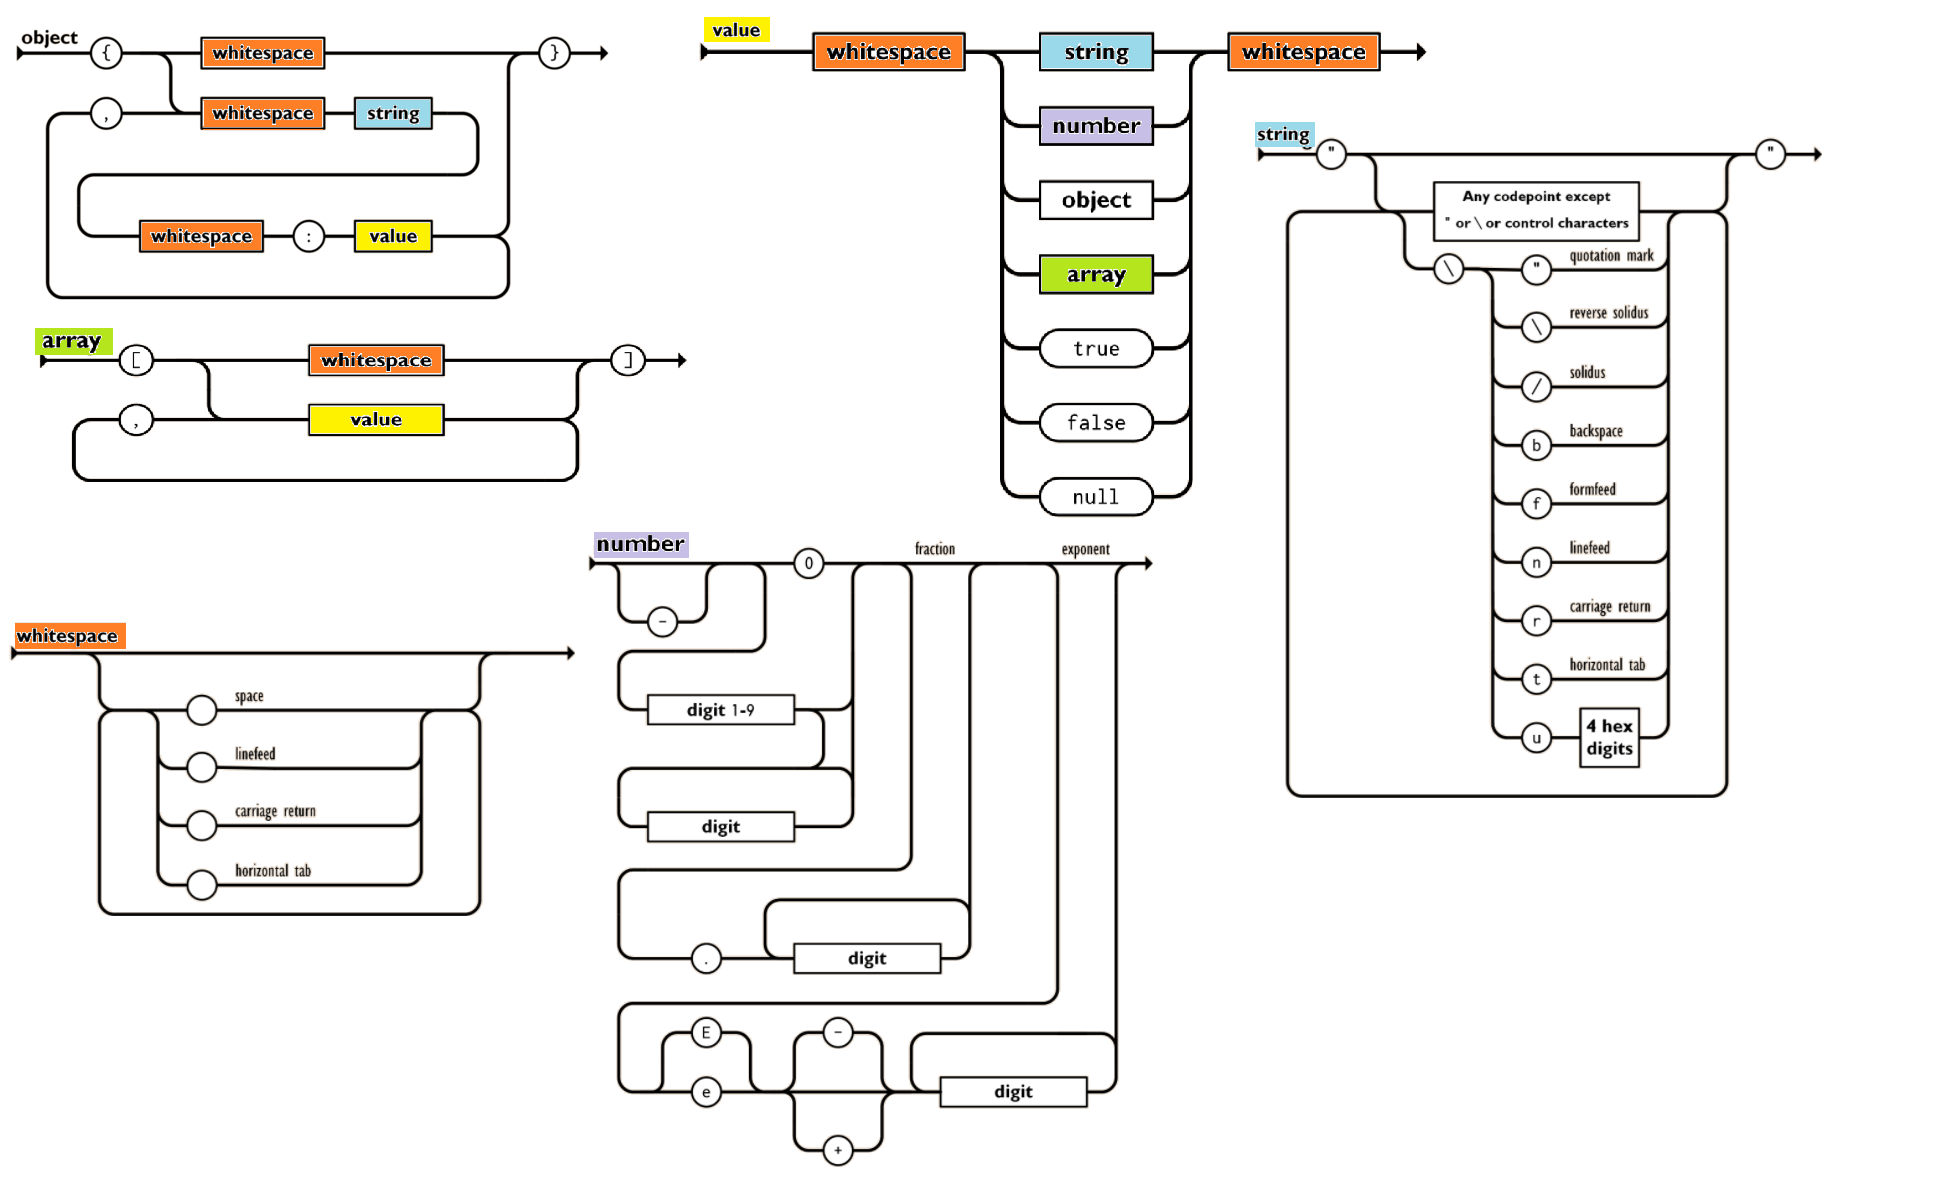 object
{
whitespace
}
,
whitespace
string
whitespace
:
value
array
[
whitespace
]
,
value
value
whitespace
string
whitespace
number
object
array
true
false
null
string
"
"
Any codepoint except
" or \ or control characters
\
"
quotation mark
\
reverse solidus
/
solidus
b
backspace
f
formfeed
n
linefeed
r
carriage return
t
horizontal tab
u
4 hex
digits
number
0
fraction
exponent
-
digit 1-9
digit
.
digit
E
-
e
digit
+
whitespace
space
linefeed
carriage return
horizontal tab